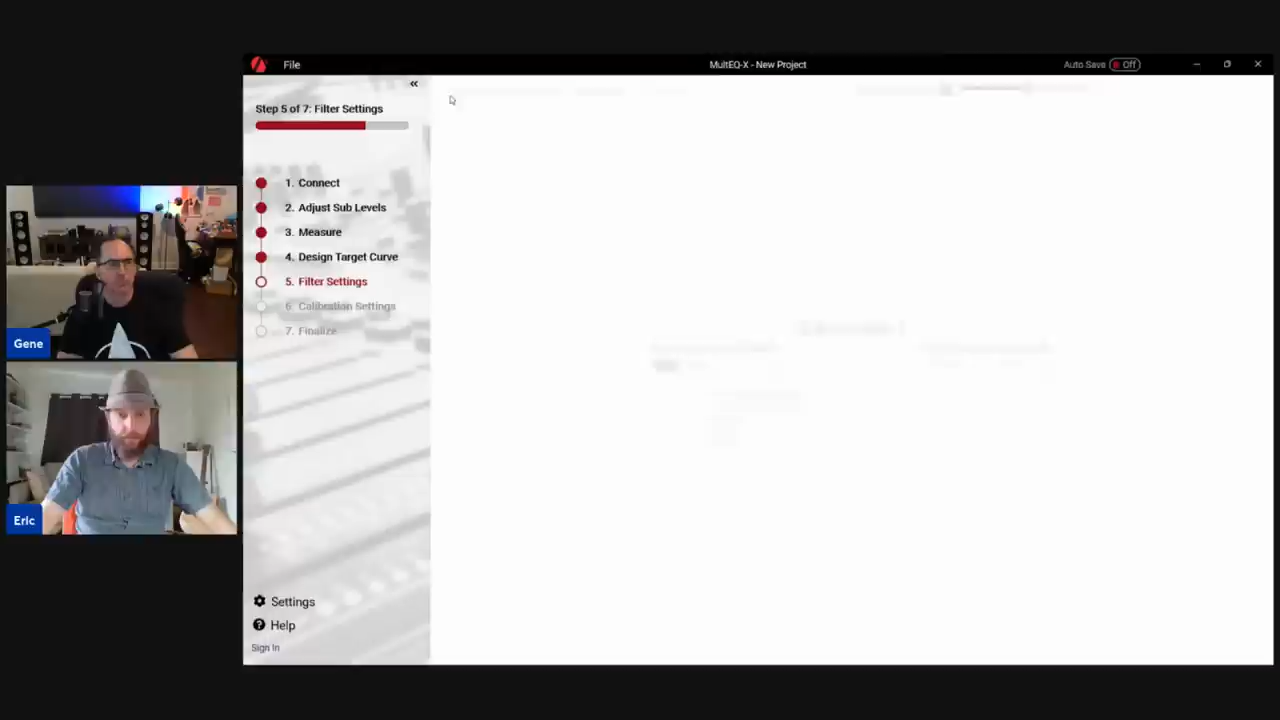 File
MultEQ-X - New Project
Auto Save
Off
«
Step 5 of 7: Filter Settings
1. Connect
2. Adjust Sub Levels
3. Measure
4. Design Target Curve
5. Filter Settings
6. Calibration Settings
7. Finalize
Gene
Eric
Settings
Help
Sign In